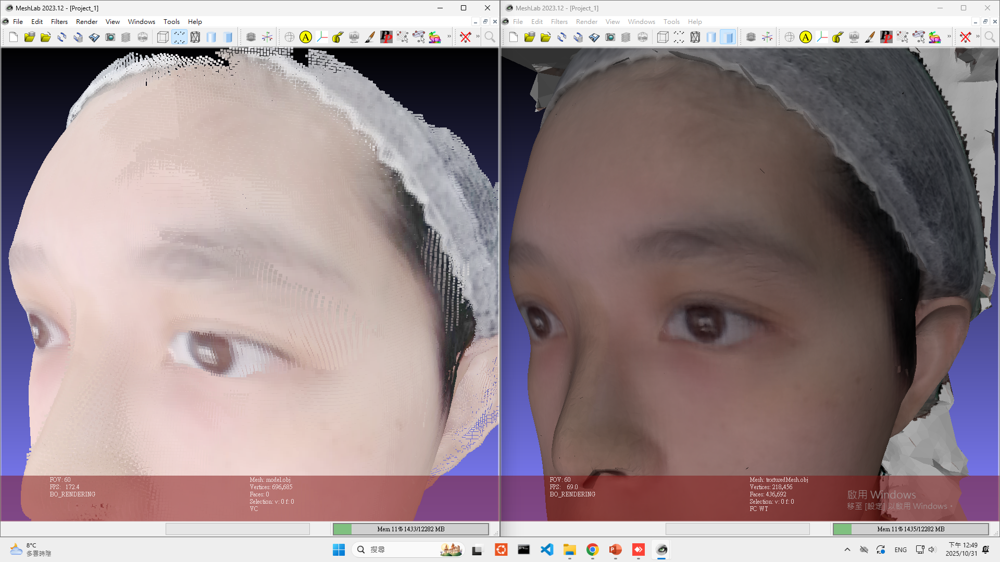 MeshLab 2023.12 - [Project_1]
File Edit Filters Render View Windows Tools Help
A
PP
FOV: 60
FPS: 172.4
BO_RENDERING
Mesh: model.obj
Vertices: 696,685
Faces: 0
Selection: v: 0 f: 0
VC
Mem 11% 1433/12282 MB
MeshLab 2023.12 - [Project_1]
File Edit Filters Render View Windows Tools Help
A
PP
FOV: 60
FPS: 69.0
BO_RENDERING
Mesh: texturedMesh.obj
Vertices: 218,456
Faces: 436,692
Selection: v: 0 f: 0
FC WT
啟用 Windows
移至 [設定] 以啟用 Windows。
Mem 11% 1435/12282 MB
8°C
多雲時陰
搜尋
ENG
下午 12:49
2025/10/31